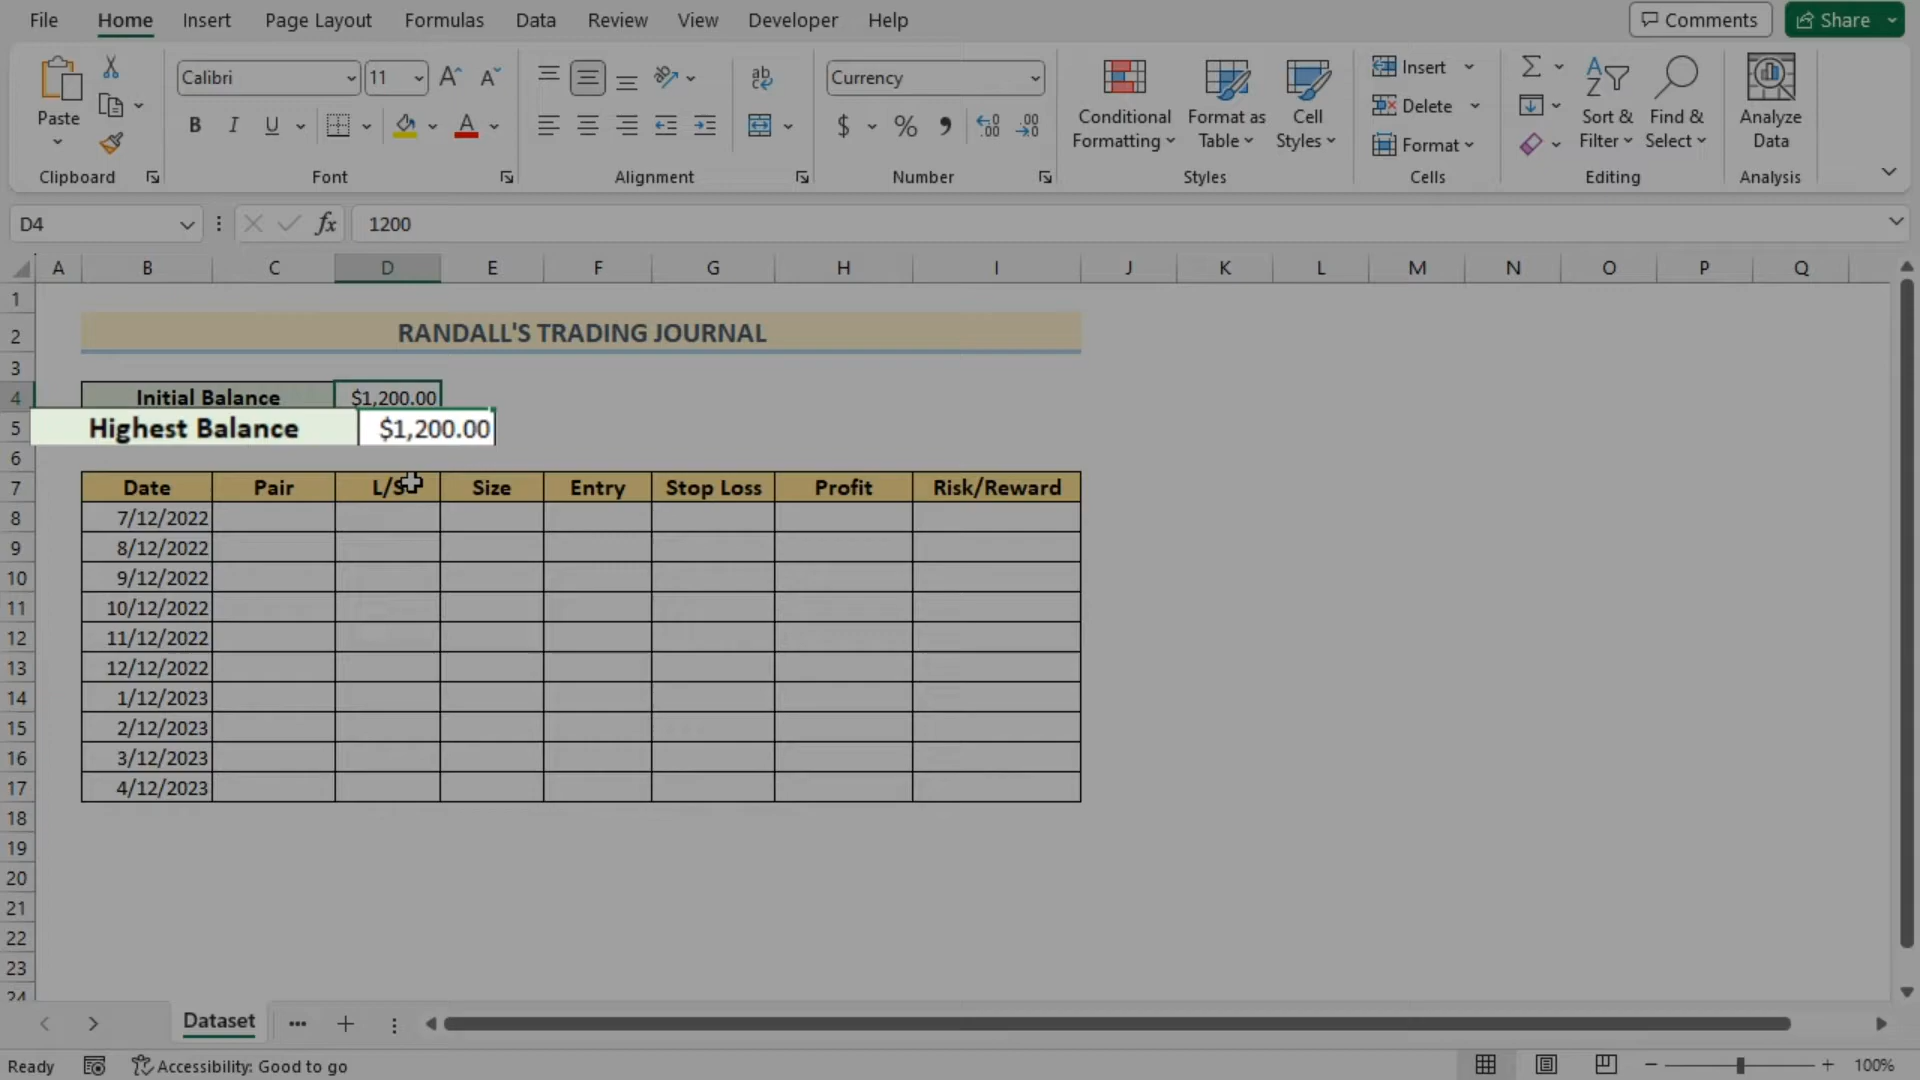 File Home Insert Page Layout Formulas Data Review View Developer Help Comments Share
Calibri 11 Currency
Paste
B I U A $ % , 
Conditional Formatting
Format as Table
Cell Styles
Insert
Delete
Format
Sort & Filter
Find & Select
Analyze Data
Clipboard Font Alignment Number Styles Cells Editing Analysis
D4 fx 1200
A B C D E F G H I J K L M N O P Q
1
2 RANDALL'S TRADING JOURNAL
3
4 Initial Balance $1,200.00
5 Highest Balance $1,200.00
6
7 Date Pair L/S Size Entry Stop Loss Profit Risk/Reward
8 7/12/2022
9 8/12/2022
10 9/12/2022
11 10/12/2022
12 11/12/2022
13 12/12/2022
14 1/12/2023
15 2/12/2023
16 3/12/2023
17 4/12/2023
18
19
20
21
22
23
24
Dataset
Ready Accessibility: Good to go 100%